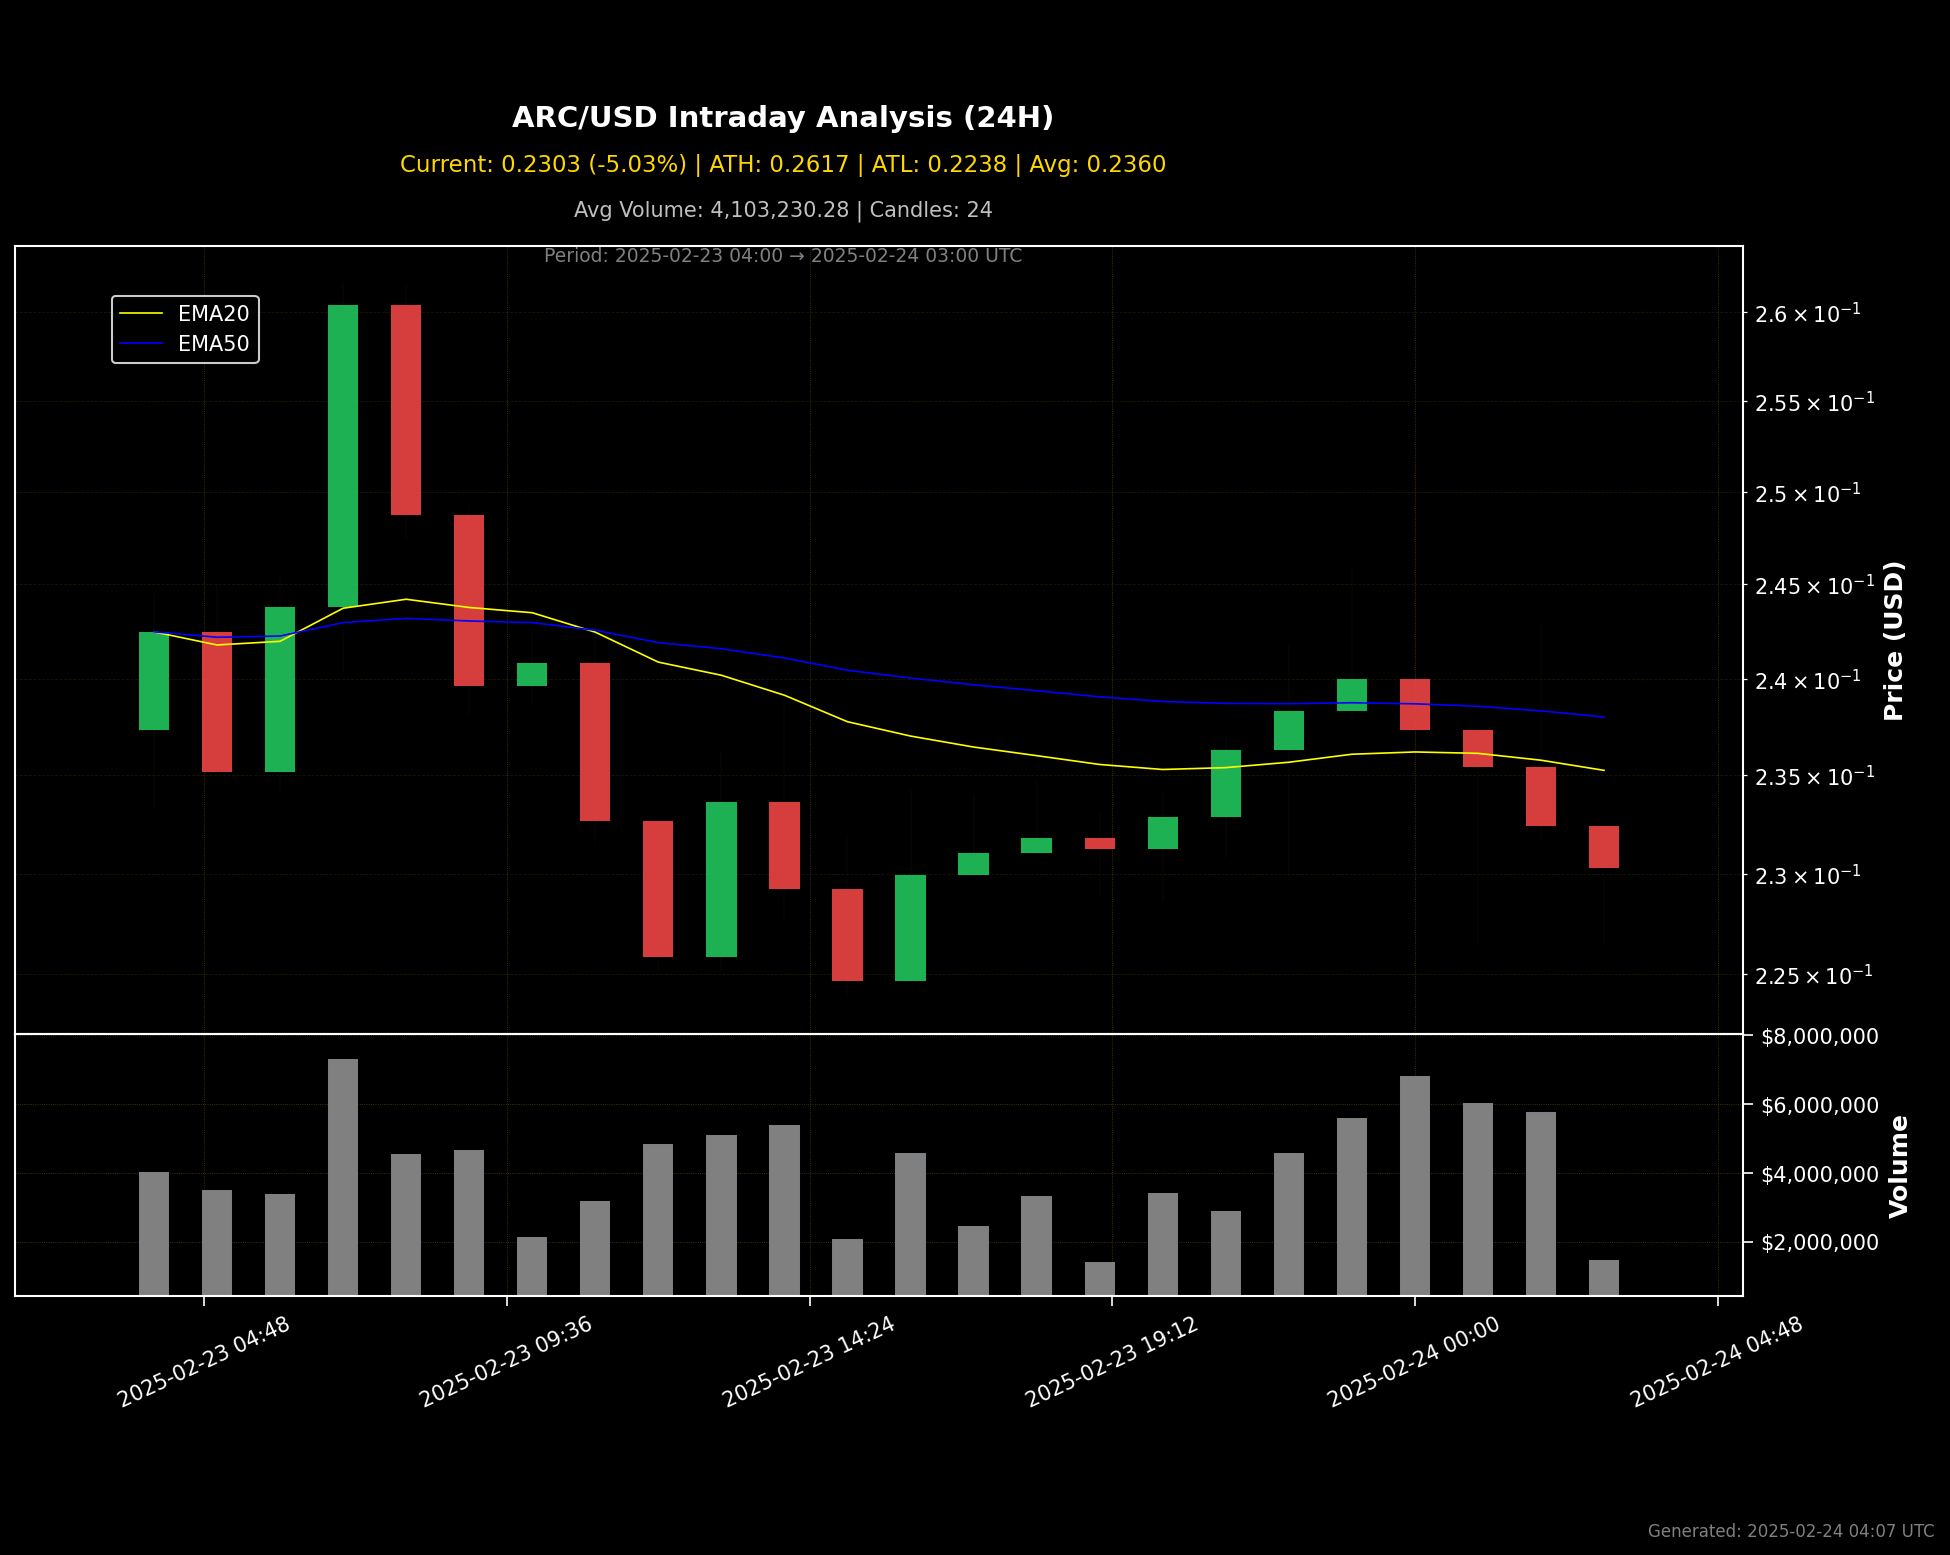 ARC/USD Intraday Analysis (24H)
Current: 0.2303 (-5.03%) | ATH: 0.2617 | ATL: 0.2238 | Avg: 0.2360
Avg Volume: 4,103,230.28 | Candles: 24
Period: 2025-02-23 04:00 → 2025-02-24 03:00 UTC
EMA20
EMA50
2.6 × 10⁻¹
2.55 × 10⁻¹
2.5 × 10⁻¹
2.45 × 10⁻¹
2.4 × 10⁻¹
2.35 × 10⁻¹
2.3 × 10⁻¹
2.25 × 10⁻¹
Price (USD)
$8,000,000
$6,000,000
$4,000,000
$2,000,000
Volume
2025-02-23 04:48
2025-02-23 09:36
2025-02-23 14:24
2025-02-23 19:12
2025-02-24 00:00
2025-02-24 04:48
Generated: 2025-02-24 04:07 UTC